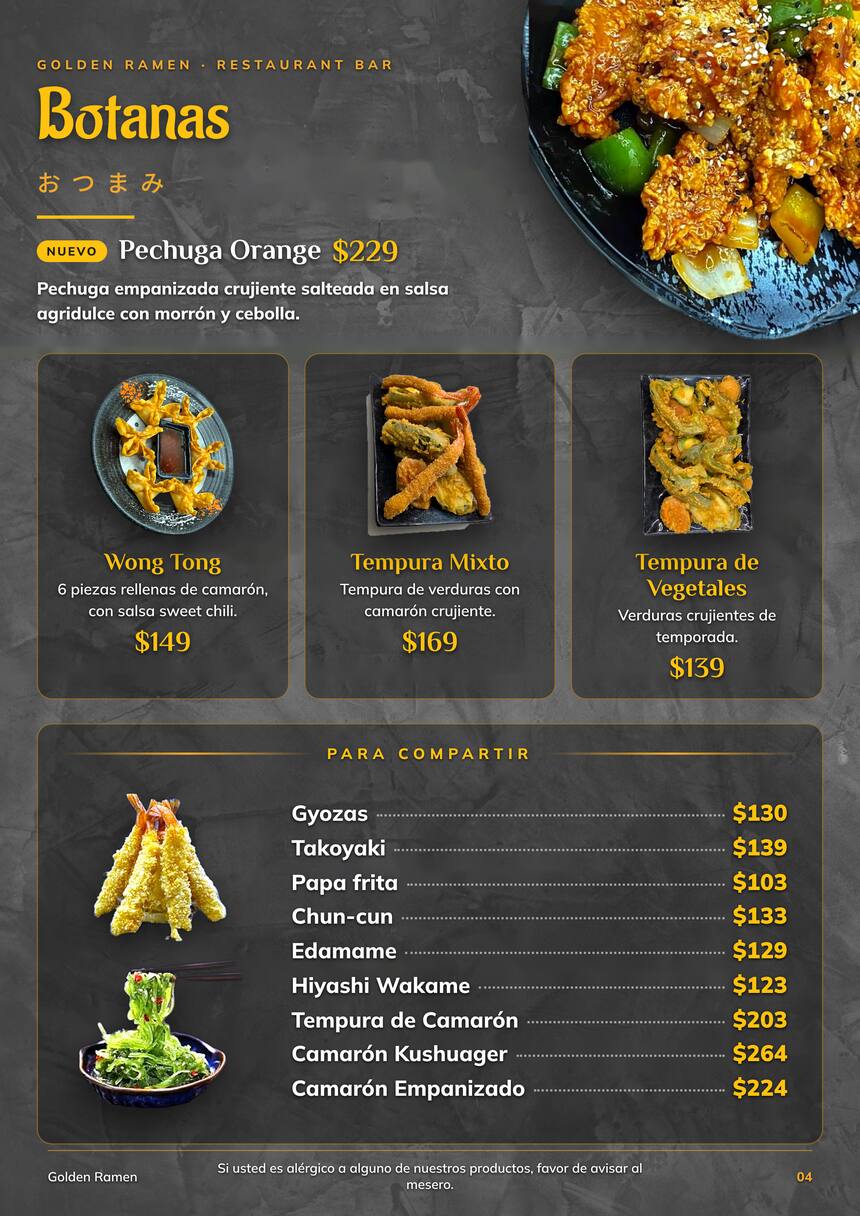 GOLDEN RAMEN · RESTAURANT BAR
Botanas
おつまみ
NUEVO Pechuga Orange $229
Pechuga empanizada crujiente salteada en salsa
agridulce con morrón y cebolla.
Wong Tong
6 piezas rellenas de camarón,
con salsa sweet chili.
$149
Tempura Mixto
Tempura de verduras con
camarón crujiente.
$169
Tempura de
Vegetales
Verduras crujientes de
temporada.
$139
PARA COMPARTIR
Gyozas $130
Takoyaki $139
Papa frita $103
Chun-cun $133
Edamame $129
Hiyashi Wakame $123
Tempura de Camarón $203
Camarón Kushuager $264
Camarón Empanizado $224
Golden Ramen
Si usted es alérgico a alguno de nuestros productos, favor de avisar al
mesero.
04